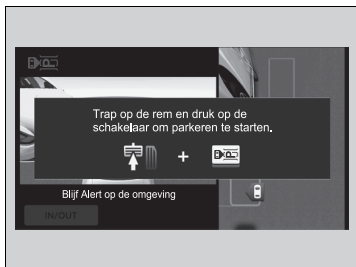 Trap op de rem en druk op de
schakelaar om parkeren te starten.
+
Blijf Alert op de omgeving
IN/OUT